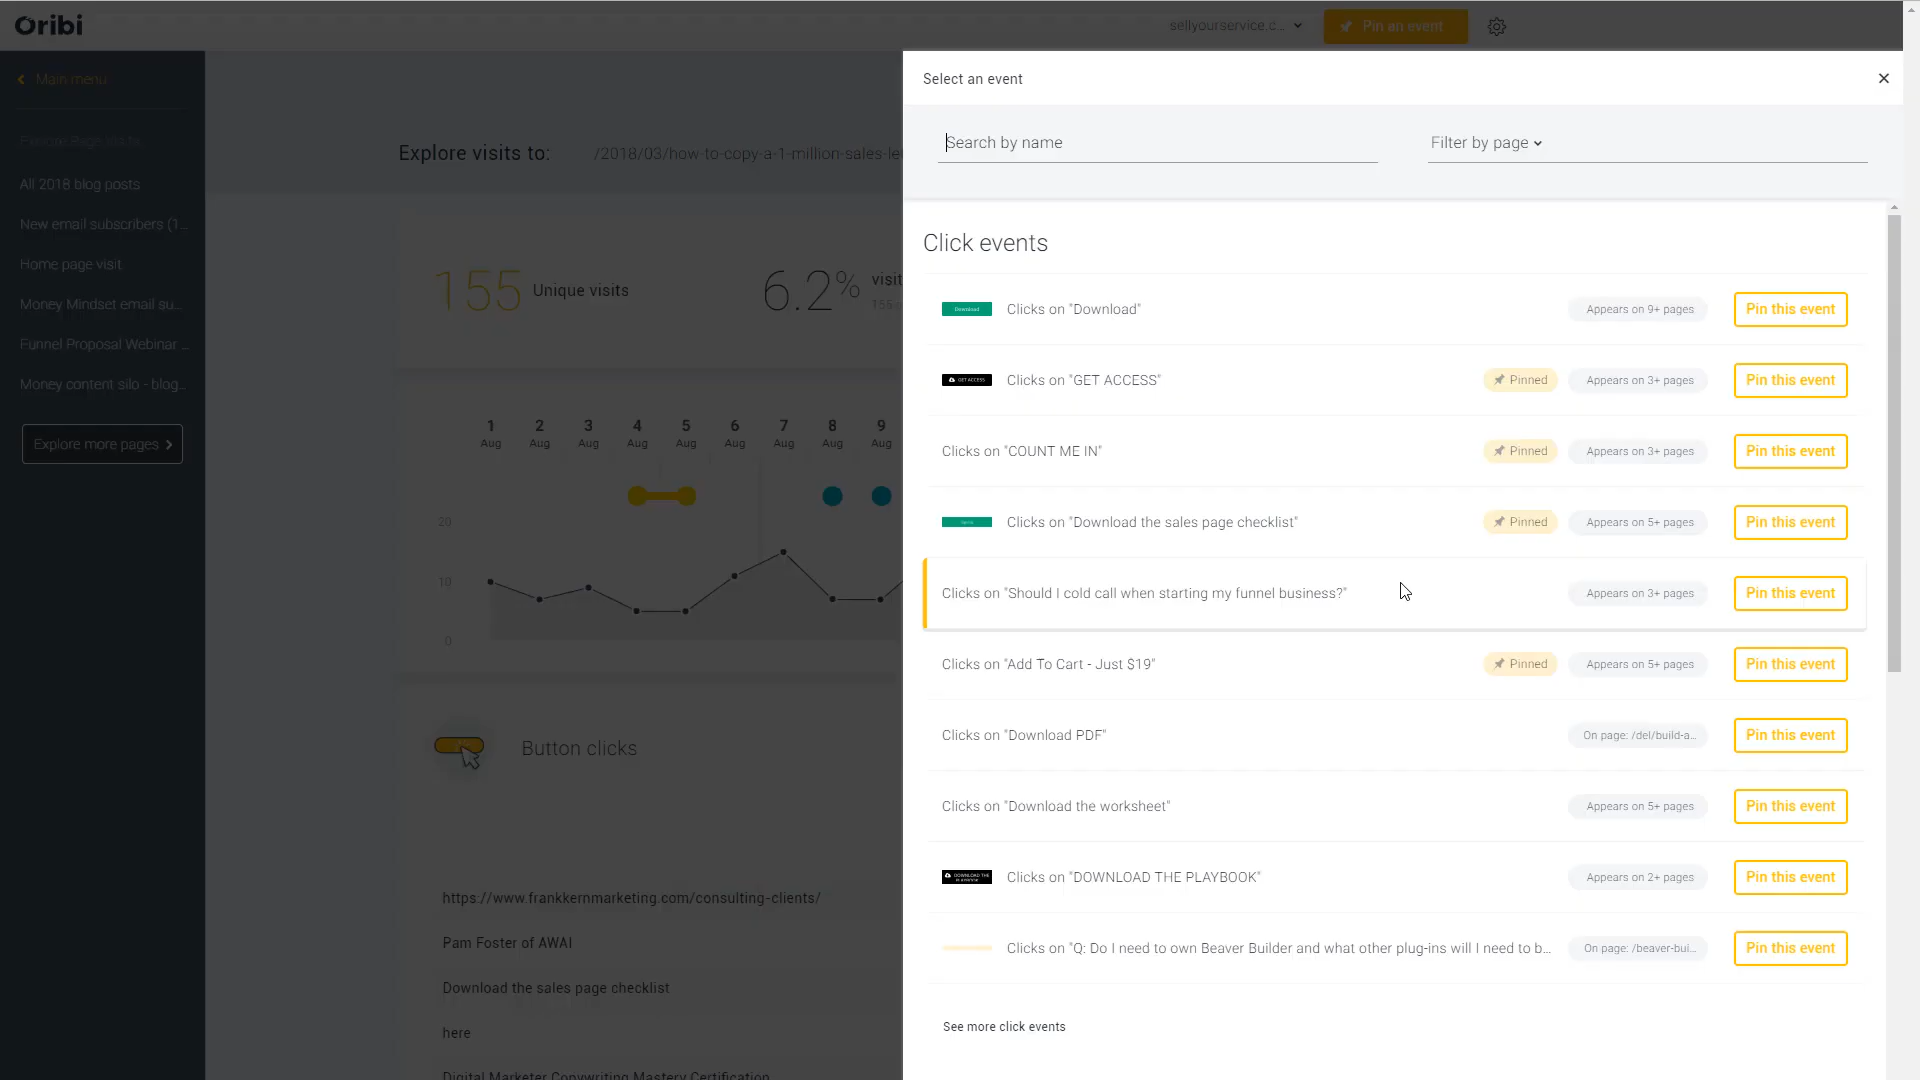 Oribi
sellyourservice.c...
Pin an event
Main menu
All 2018 blog posts
New email subscribers (1...
Home page visit
Money Mindset email su...
Funnel Proposal Webinar ...
Money content silo - blog...
Explore more pages
Explore visits to: /2018/03/how-to-copy-a-1-million-sales-le
155 Unique visits
6.2% visit
155
1 2 3 4 5 6 7 8 9
Aug Aug Aug Aug Aug Aug Aug Aug Aug
20
10
0
Button clicks
https://www.frankkernmarketing.com/consulting-clients/
Pam Foster of AWAI
Download the sales page checklist
here
Digital Marketer Copywriting Mastery Certification
Select an event
Search by name
Filter by page
Click events
Download
Clicks on "Download"
Appears on 9+ pages
Pin this event
GET ACCESS
Clicks on "GET ACCESS"
Pinned
Appears on 3+ pages
Pin this event
Clicks on "COUNT ME IN"
Pinned
Appears on 3+ pages
Pin this event
Clicks on "Download the sales page checklist"
Pinned
Appears on 5+ pages
Pin this event
Clicks on "Should I cold call when starting my funnel business?"
Appears on 3+ pages
Pin this event
Clicks on "Add To Cart - Just $19"
Pinned
Appears on 5+ pages
Pin this event
Clicks on "Download PDF"
On page: /del/build-a...
Pin this event
Clicks on "Download the worksheet"
Appears on 5+ pages
Pin this event
DOWNLOAD THE
Clicks on "DOWNLOAD THE PLAYBOOK"
Appears on 2+ pages
Pin this event
Clicks on "Q: Do I need to own Beaver Builder and what other plug-ins will I need to b...
On page: /beaver-bui...
Pin this event
See more click events